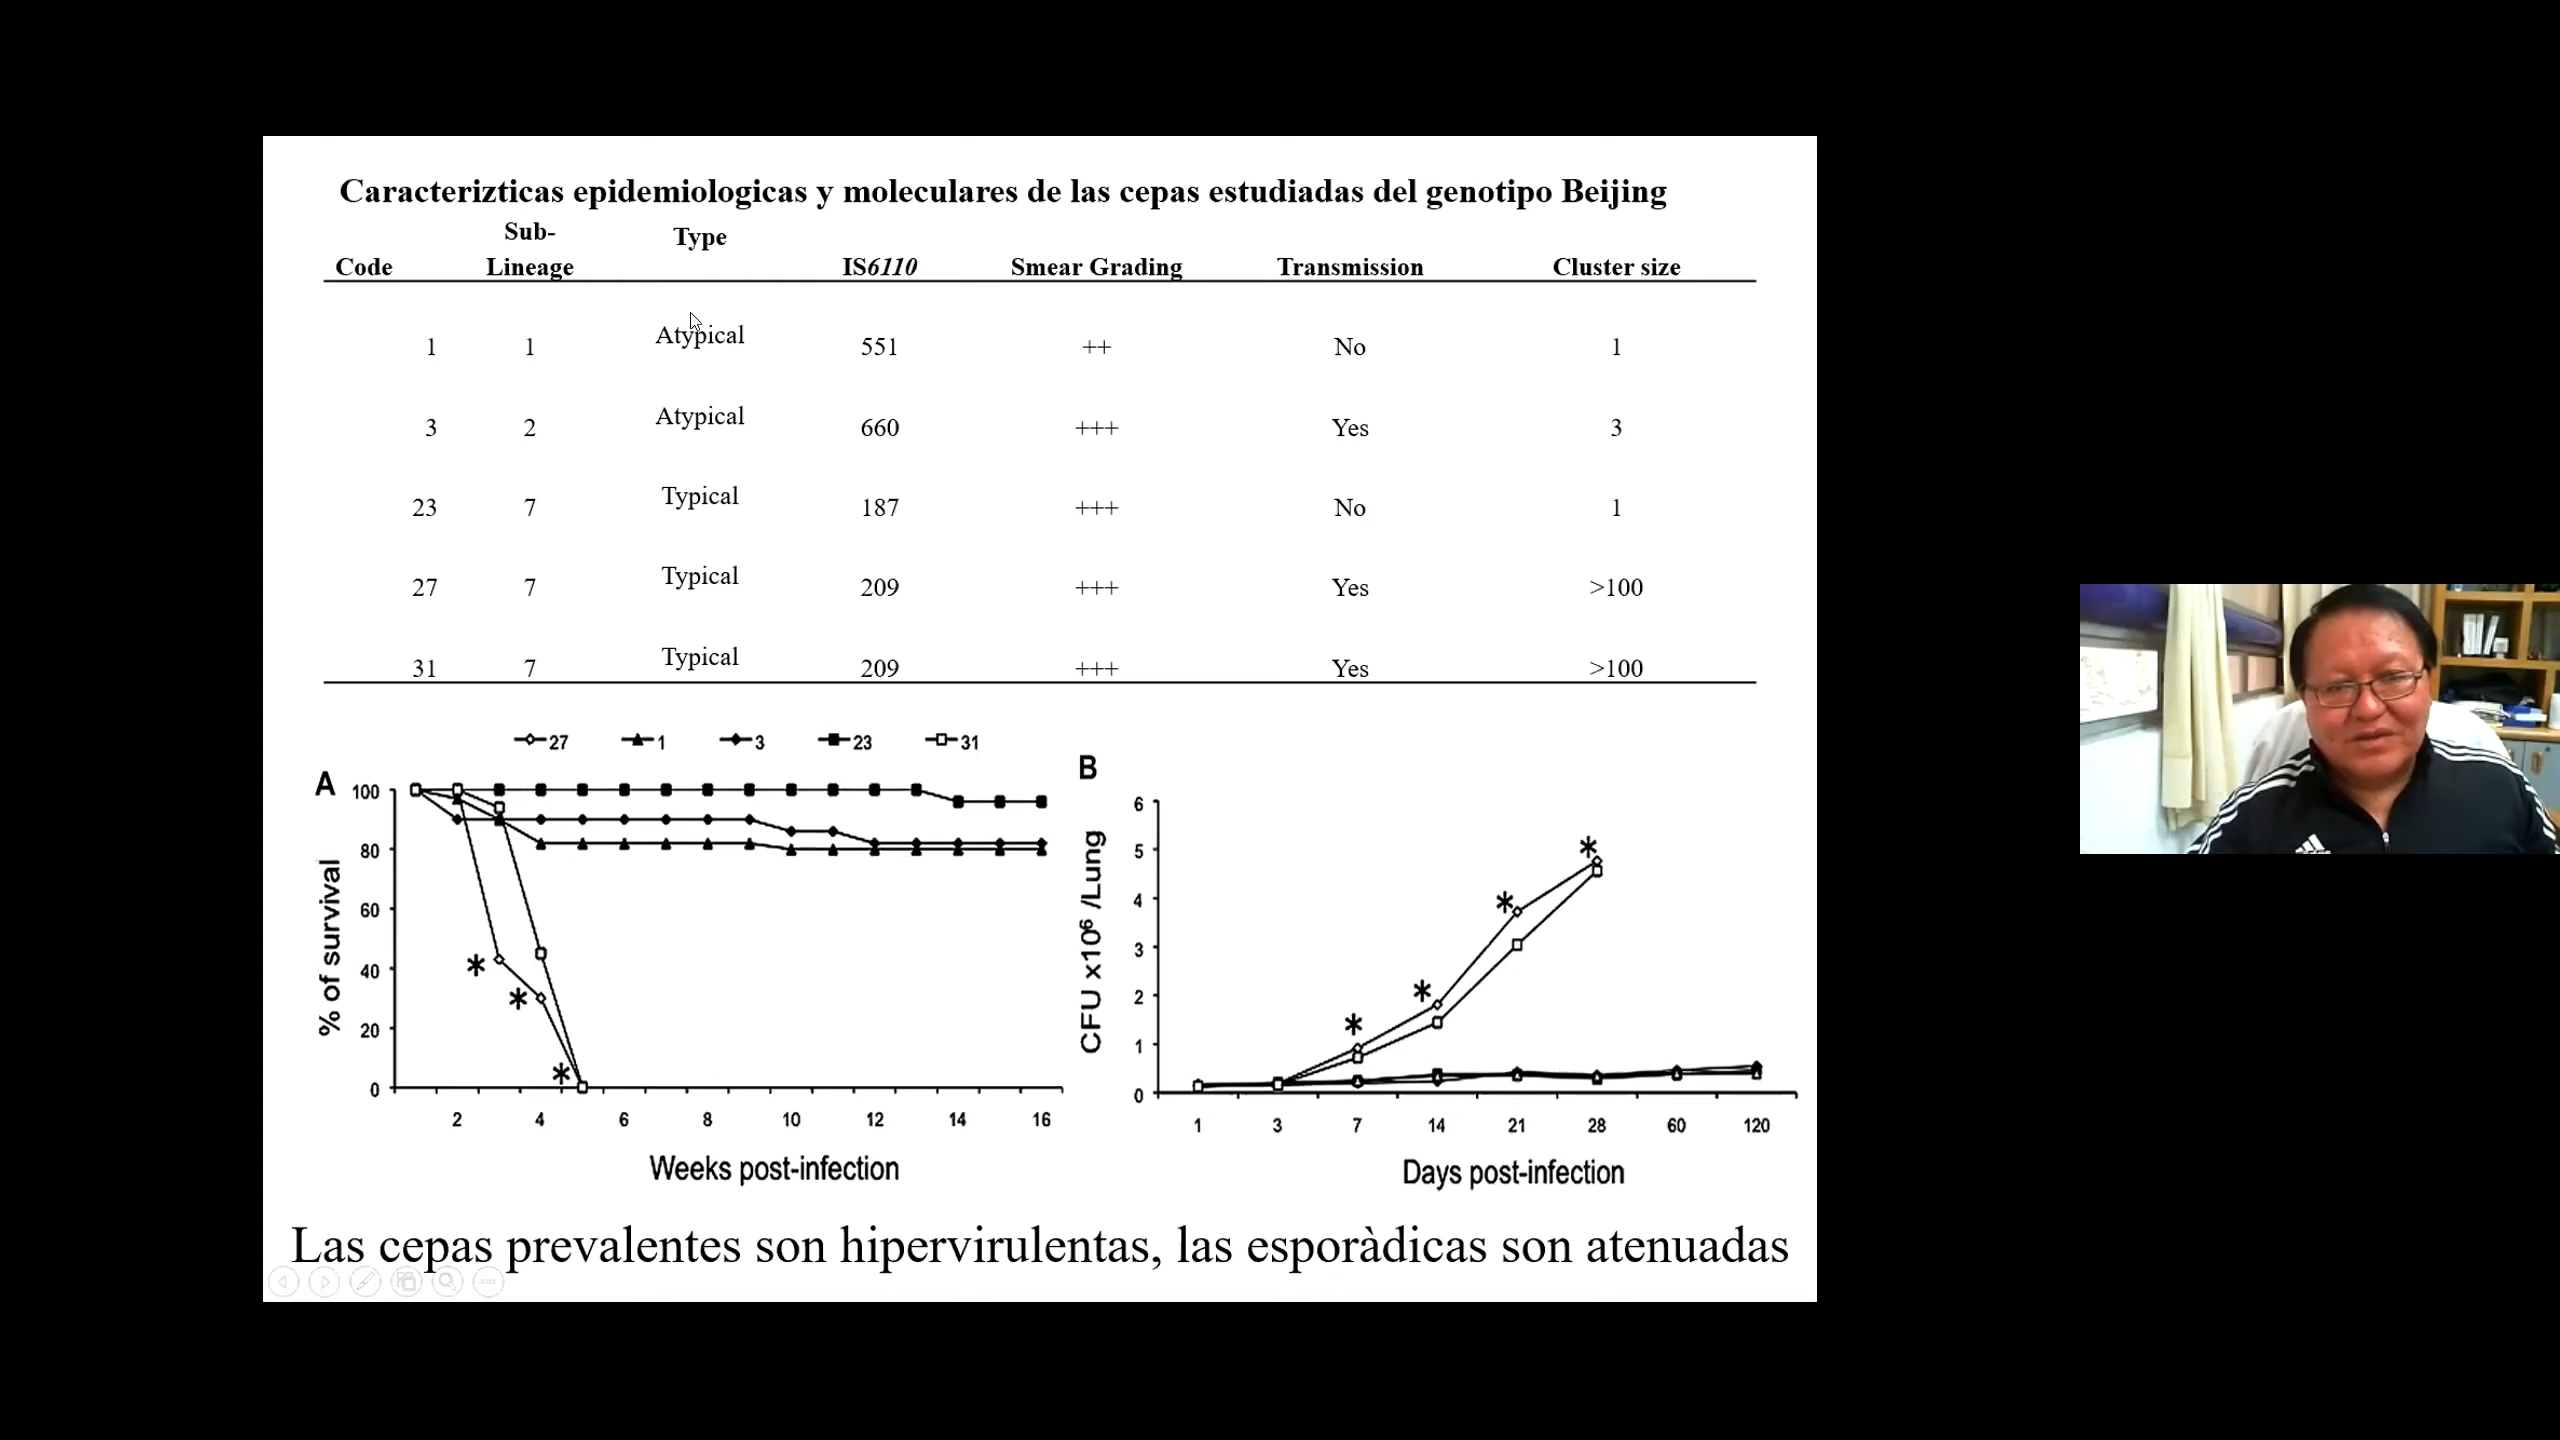 Caracterizticas epidemiologicas y moleculares de las cepas estudiadas del genotipo Beijing
Code Sub-Lineage Type IS6110 Smear Grading Transmission Cluster size
1 1 Atypical 551 ++ No 1
3 2 Atypical 660 +++ Yes 3
23 7 Typical 187 +++ No 1
27 7 Typical 209 +++ Yes >100
31 7 Typical 209 +++ Yes >100
27 1 3 23 31
A
100
80
60
40
20
0
% of survival
* * *
2 4 6 8 10 12 14 16
Weeks post-infection
B
6
5
4
3
2
1
0
CFU x10⁶ /Lung
* * * *
1 3 7 14 21 28 60 120
Days post-infection
Las cepas prevalentes son hipervirulentas, las esporàdicas son atenuadas